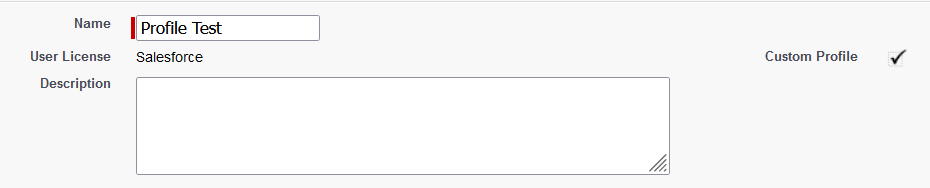 Name Profile Test
User License Salesforce Custom Profile
Description